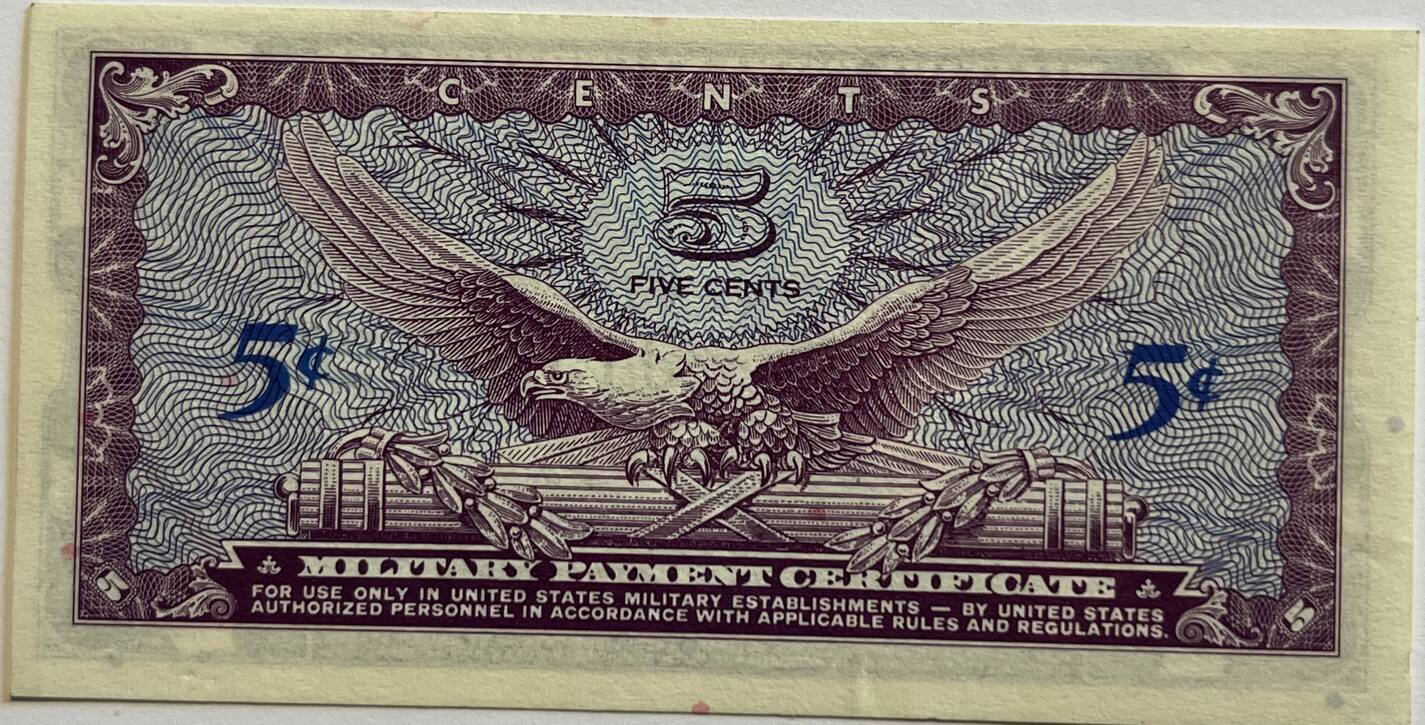 CENTS
5
FIVE CENTS
5¢ 5¢
MILITARY PAYMENT CERTIFICATE
FOR USE ONLY IN UNITED STATES MILITARY ESTABLISHMENTS — BY UNITED STATES
AUTHORIZED PERSONNEL IN ACCORDANCE WITH APPLICABLE RULES AND REGULATIONS.
5 5